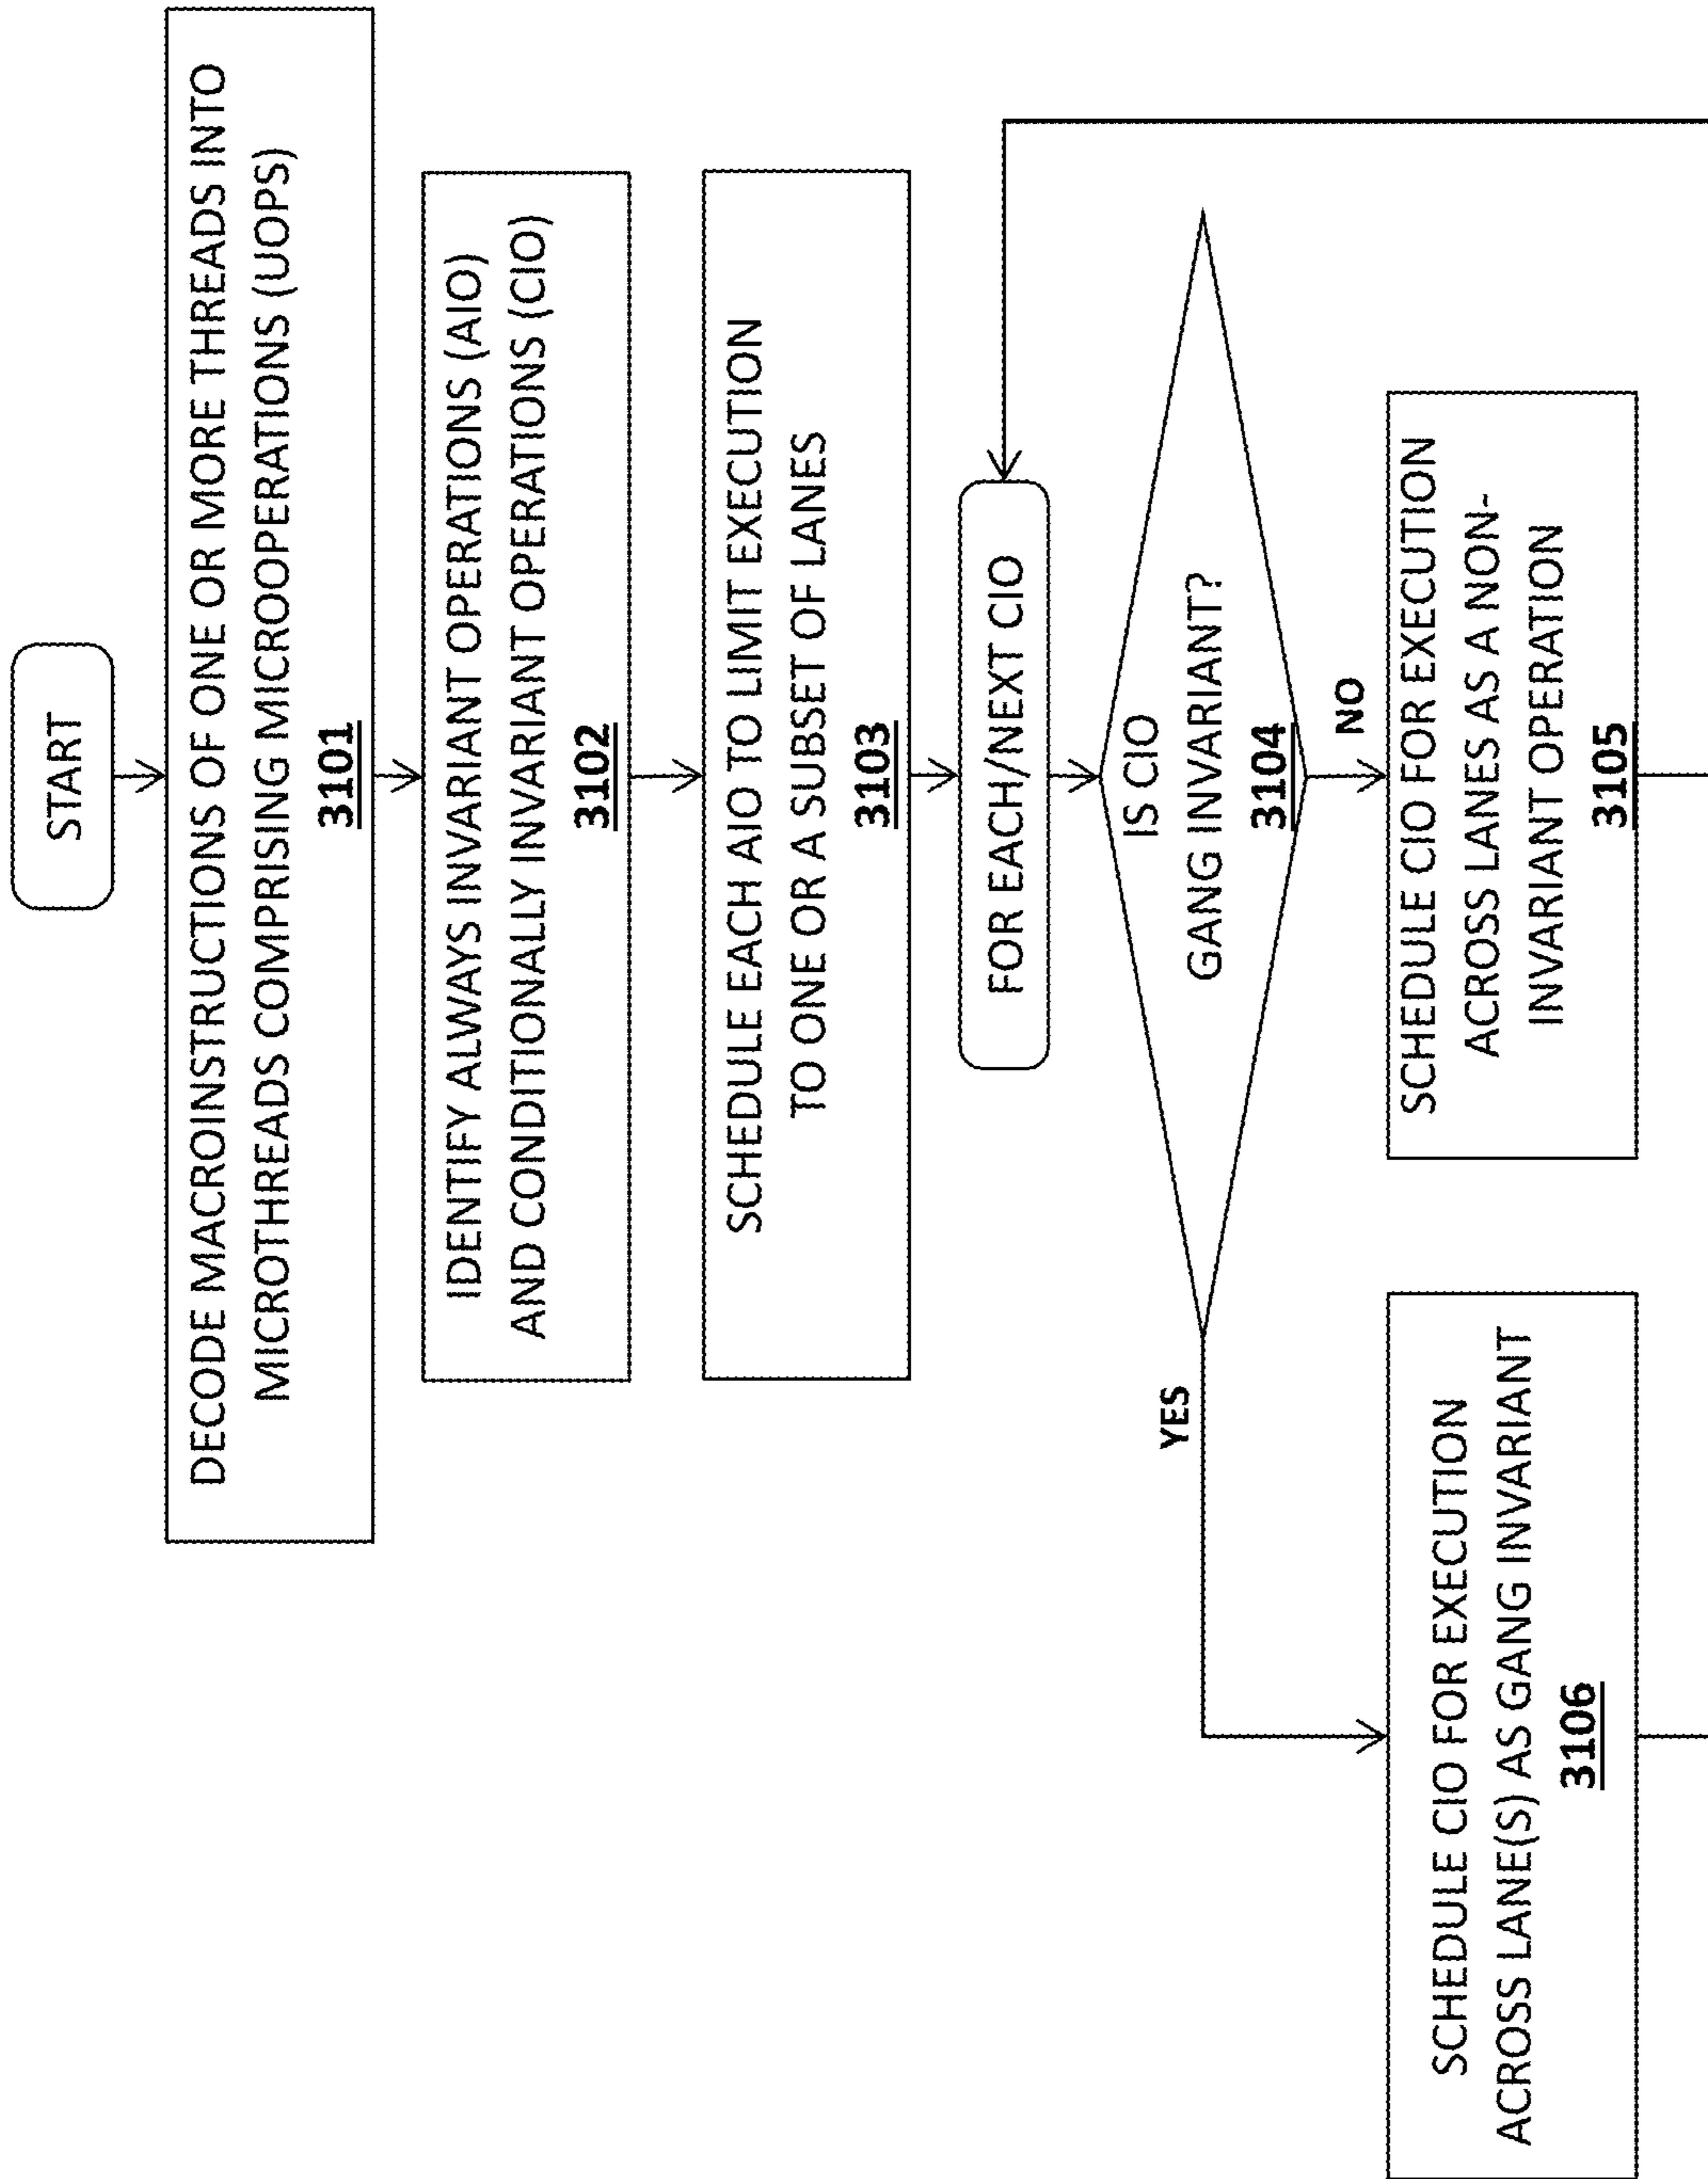 START
DECODE MACROINSTRUCTIONS OF ONE OR MORE THREADS INTO
MICROTHREADS COMPRISING MICROOPERATIONS (UOPS)
3101
IDENTIFY ALWAYS INVARIANT OPERATIONS (AIO)
AND CONDITIONALLY INVARIANT OPERATIONS (CIO)
3102
SCHEDULE EACH AIO TO LIMIT EXECUTION
TO ONE OR A SUBSET OF LANES
3103
FOR EACH/NEXT CIO
IS CIO
GANG INVARIANT?
3104
YES
NO
SCHEDULE CIO FOR EXECUTION
ACROSS LANE(S) AS GANG INVARIANT
3106
SCHEDULE CIO FOR EXECUTION
ACROSS LANES AS A NON-
INVARIANT OPERATION
3105